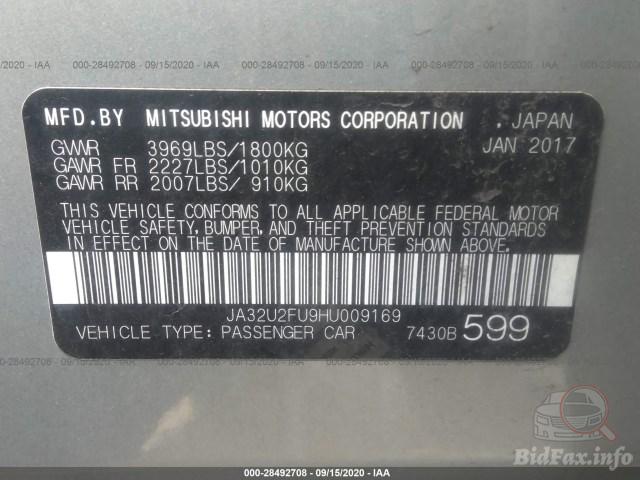 000-28492708 - 09/15/2020 - IAA
MFD.BY MITSUBISHI MOTORS CORPORATION . JAPAN
GVWR 3969LBS/1800KG JAN 2017
GAWR FR 2227LBS/1010KG
GAWR RR 2007LBS/ 910KG
THIS VEHICLE CONFORMS TO ALL APPLICABLE FEDERAL MOTOR
VEHICLE SAFETY, BUMPER, AND THEFT PREVENTION STANDARDS
IN EFFECT ON THE DATE OF MANUFACTURE SHOWN ABOVE.
JA32U2FU9HU009169
VEHICLE TYPE: PASSENGER CAR 7430B 599
BidFax.info
000-28492708 - 09/15/2020 - IAA